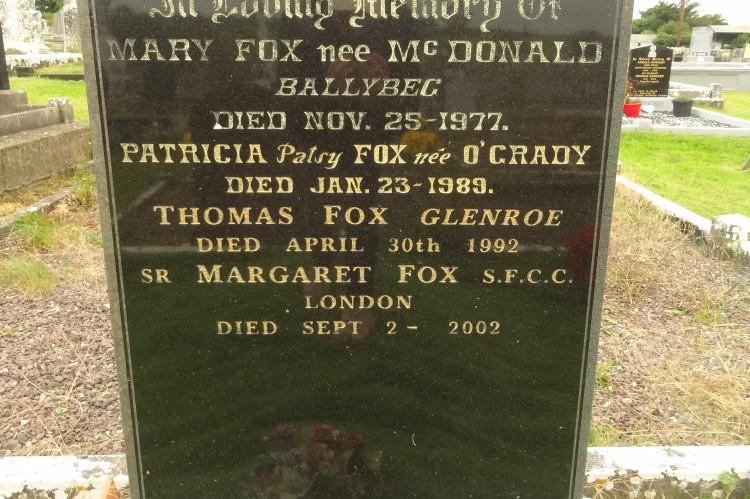 In Loving Memory Of
MARY FOX nee McDONALD
BALLYBEG
DIED NOV. 25-1977.
PATRICIA Patsy FOX née O'GRADY
DIED JAN. 23-1989.
THOMAS FOX GLENROE
DIED APRIL 30th 1992
SR MARGARET FOX S.F.C.C.
LONDON
DIED SEPT 2- 2002